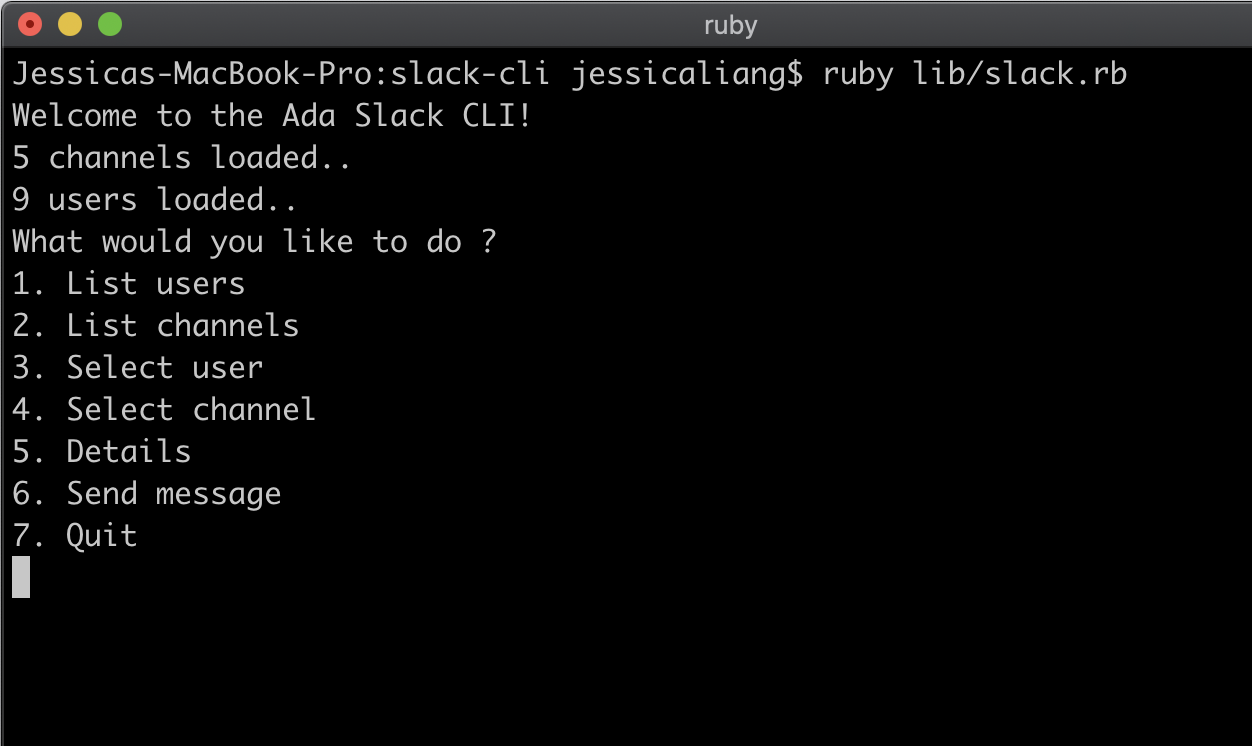 ruby
Jessicas-MacBook-Pro:slack-cli jessicaliang$ ruby lib/slack.rb
Welcome to the Ada Slack CLI!
5 channels loaded..
9 users loaded..
What would you like to do ?
1. List users
2. List channels
3. Select user
4. Select channel
5. Details
6. Send message
7. Quit